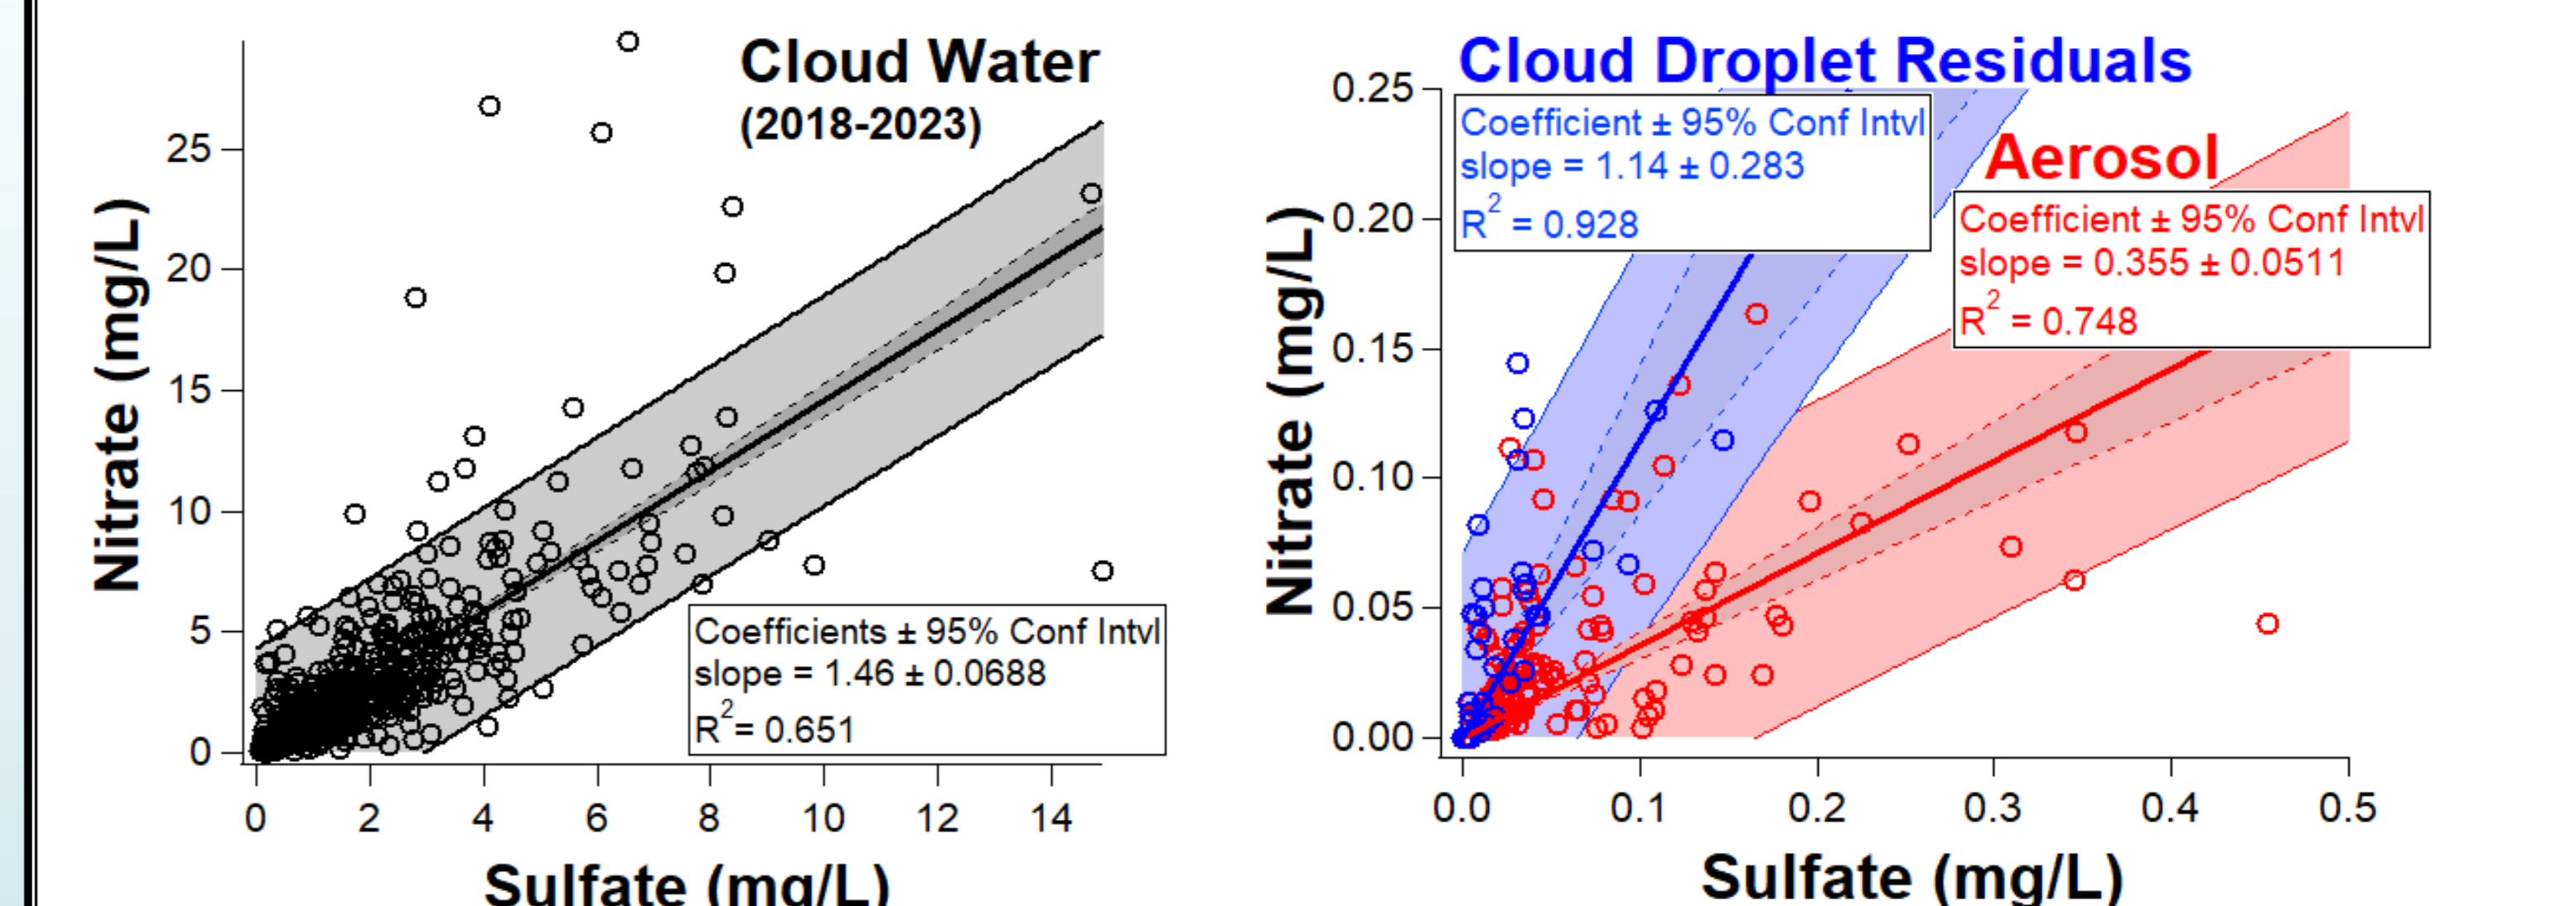 Cloud Water
(2018-2023)
25
20
15
10
5
0
Nitrate (mg/L)
Coefficients ± 95% Conf Intvl
slope = 1.46 ± 0.0688
R²= 0.651
0 2 4 6 8 10 12 14
Sulfate (mg/L)
Cloud Droplet Residuals
0.25
0.20
0.15
0.10
0.05
0.00
Nitrate (mg/L)
Coefficient ± 95% Conf Intvl
slope = 1.14 ± 0.283
R² = 0.928
Aerosol
Coefficient ± 95% Conf Intvl
slope = 0.355 ± 0.0511
R² = 0.748
0.0 0.1 0.2 0.3 0.4 0.5
Sulfate (mg/L)